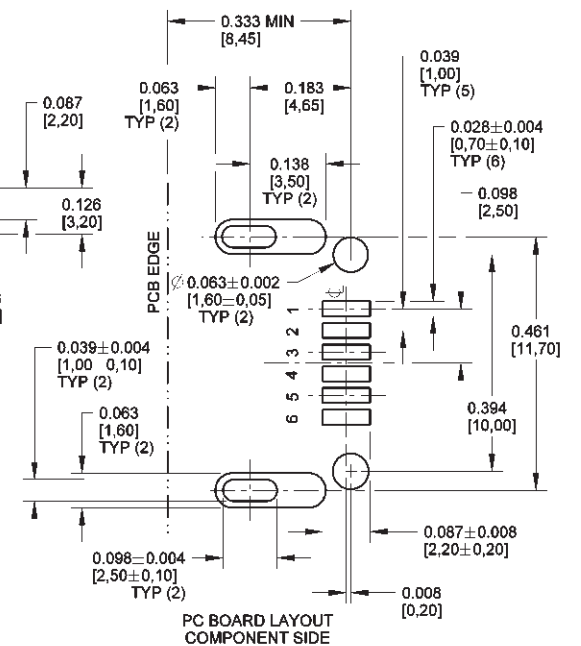 0.333 MIN
[8,45]
0.063
[1,60]
TYP (2)
0.183
[4,65]
0.039
[1,00]
TYP (5)
0.087
[2,20]
0.028±0.004
[0,70±0,10]
TYP (6)
0.138
[3,50]
TYP (2)
0.098
[2,50]
0.126
[3,20]
PCB EDGE
Ø 0.063±0.002
[1,60±0,05]
TYP (2)
1
2
3
4
5
6
0.461
[11,70]
0.039±0.004
[1,00 0,10]
TYP (2)
0.394
[10,00]
0.063
[1,60]
TYP (2)
0.087±0.008
[2,20±0,20]
0.098±0.004
[2,50±0,10]
TYP (2)
0.008
[0,20]
PC BOARD LAYOUT
COMPONENT SIDE